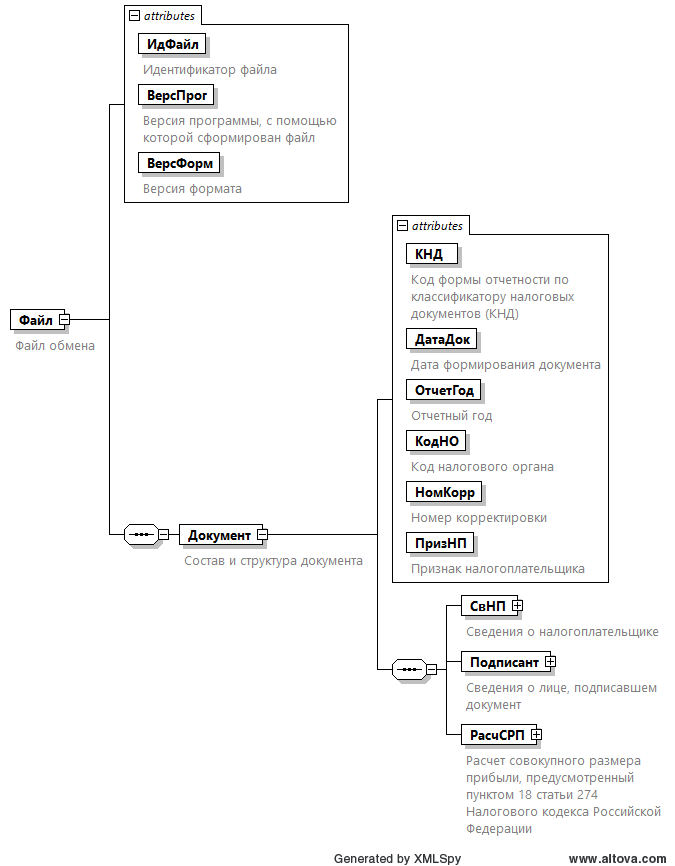 attributes
ИдФайл
Идентификатор файла
ВерсПрог
Версия программы, с помощью
которой сформирован файл
ВерсФорм
Версия формата
Файл
Файл обмена
Документ
Состав и структура документа
attributes
КНД
Код формы отчетности по
классификатору налоговых
документов (КНД)
ДатаДок
Дата формирования документа
ОтчетГод
Отчетный год
КодНО
Код налогового органа
НомКорр
Номер корректировки
ПризНП
Признак налогоплательщика
СвНП
Сведения о налогоплательщике
Подписант
Сведения о лице, подписавшем
документ
РасчСРП
Расчет совокупного размера
прибыли, предусмотренный
пунктом 18 статьи 274
Налогового кодекса Российской
Федерации
Generated by XMLSpy
www.altova.com